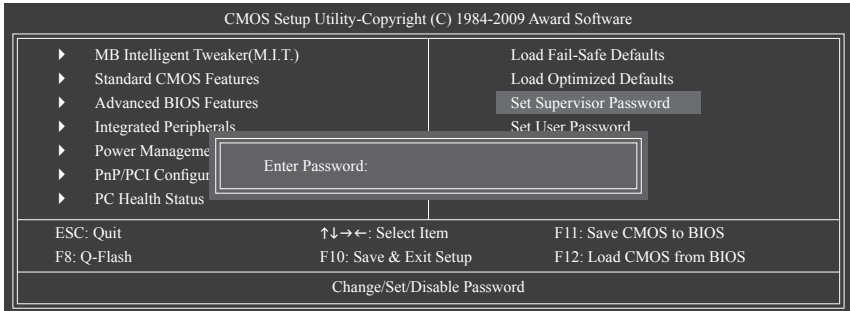 CMOS Setup Utility-Copyright (C) 1984-2009 Award Software
MB Intelligent Tweaker(M.I.T.)
Standard CMOS Features
Advanced BIOS Features
Integrated Peripherals
Power Manageme
PnP/PCI Configur
PC Health Status
Load Fail-Safe Defaults
Load Optimized Defaults
Set Supervisor Password
Set User Password
Enter Password:
ESC: Quit
↑↓→←: Select Item
F11: Save CMOS to BIOS
F8: Q-Flash
F10: Save & Exit Setup
F12: Load CMOS from BIOS
Change/Set/Disable Password